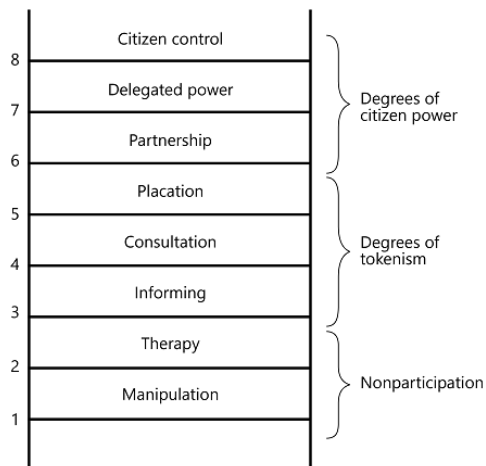 Citizen control
8
Delegated power
7
Partnership
6
Degrees of
citizen power
Placation
5
Consultation
4
Informing
3
Degrees of
tokenism
Therapy
2
Manipulation
1
Nonparticipation